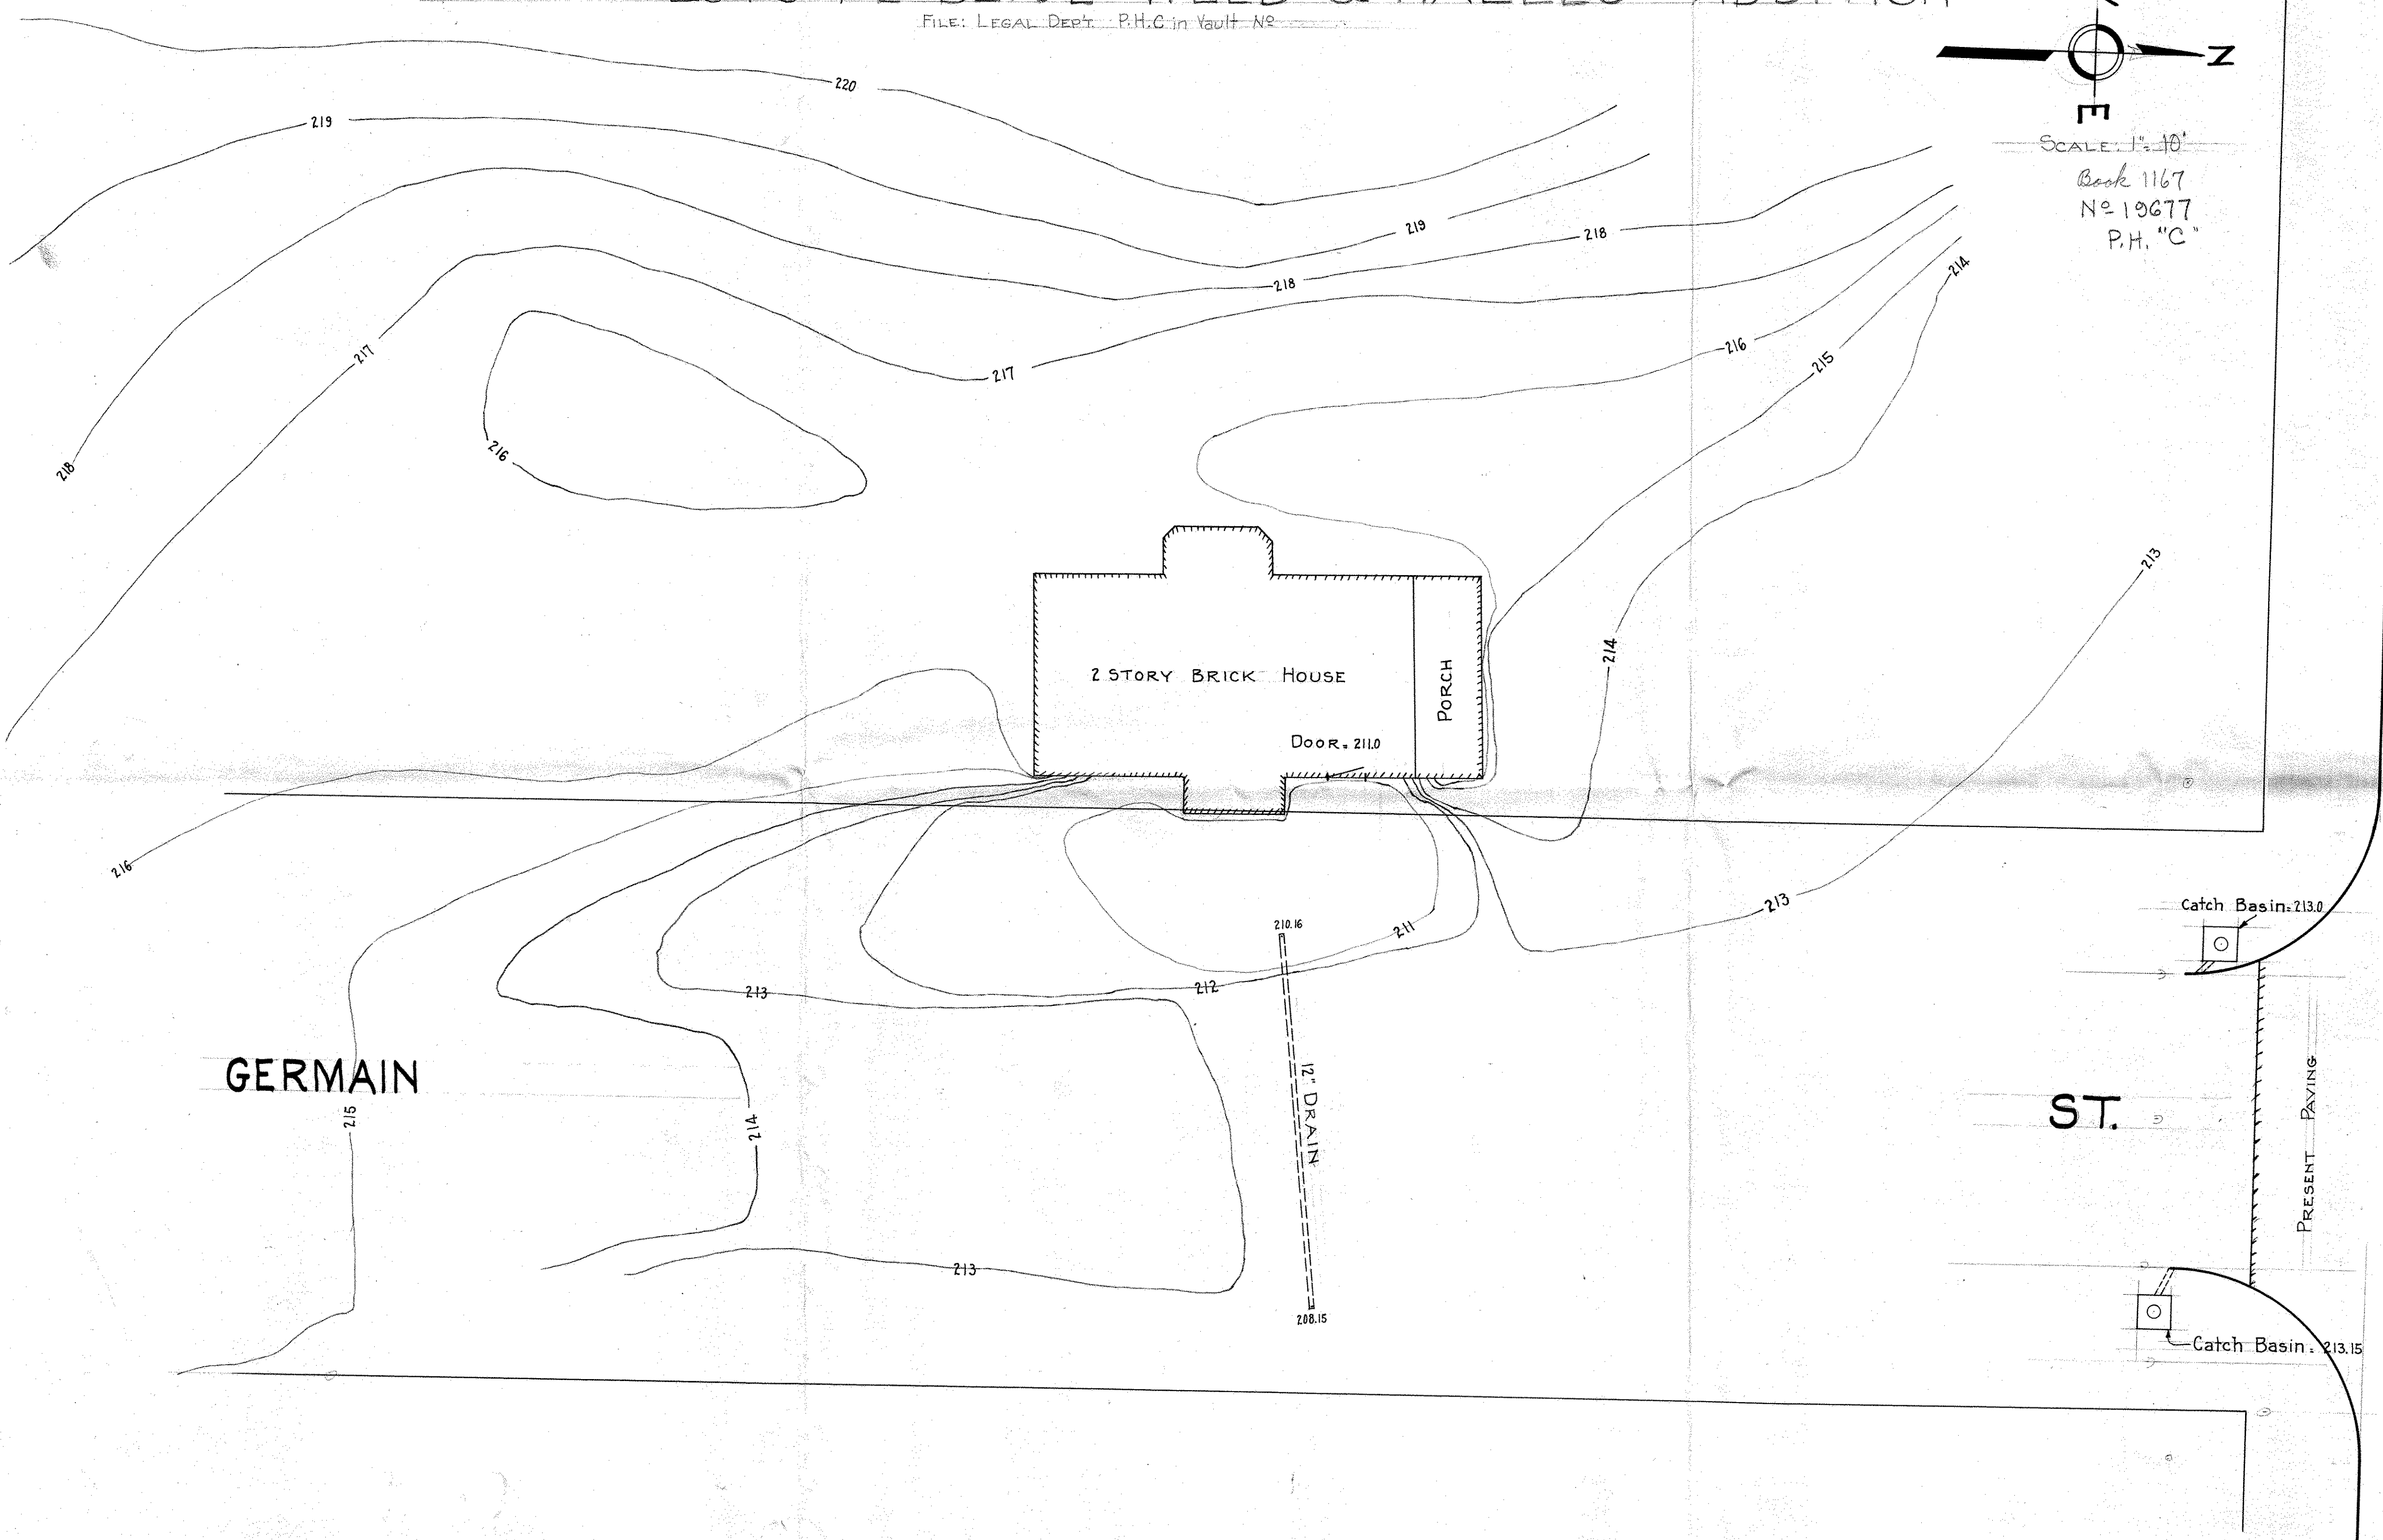 FILE: LEGAL DEP'T. P.H.C in Vault Nº
N
E
SCALE: 1"= 10'
Book 1167
Nº 19677
P.H. "C"
220
219
219
218
218
214
217
217
216
215
216
218
213
214
2 STORY BRICK HOUSE
PORCH
DOOR = 211.0
216
Catch Basin = 213.0
210.16
211
213
212
GERMAIN
ST.
12" DRAIN
PRESENT PAVING
215
214
213
213
208.15
Catch Basin = 213.15